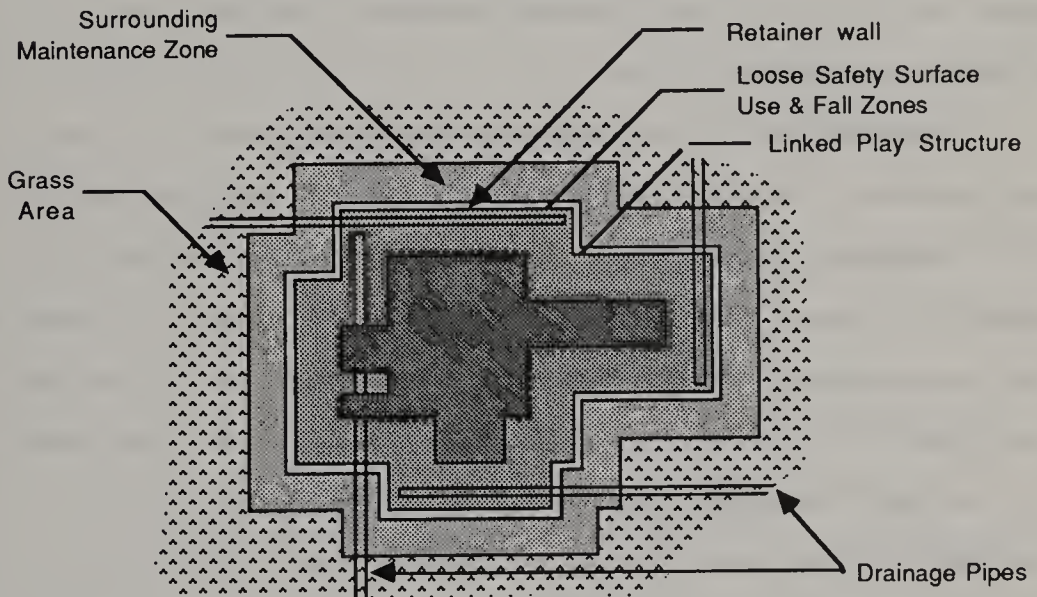 Surrounding
Maintenance Zone
Retainer wall
Loose Safety Surface
Use & Fall Zones
Linked Play Structure
Grass
Area
Drainage Pipes